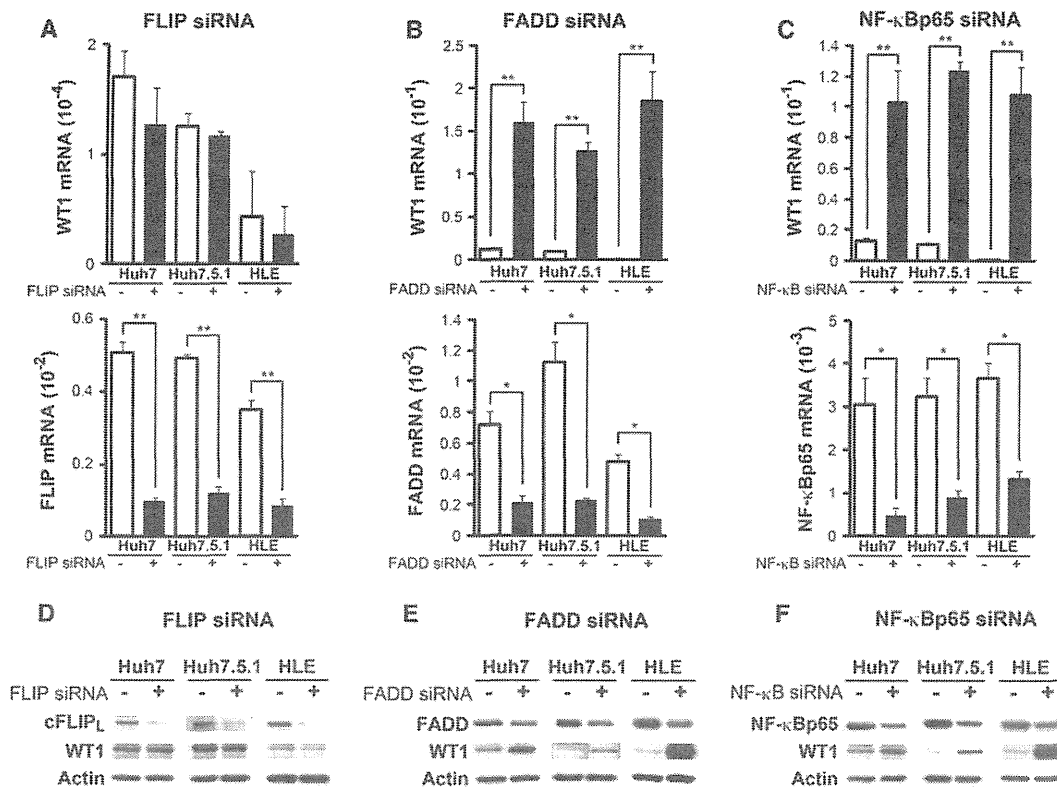 A FLIP siRNA
WT1 mRNA (10-4)
2
1
0
Huh7 Huh7.5.1 HLE
FLIP siRNA - + - + - +
FLIP mRNA (10-2)
0.6
0.4
0.2
0
** ** **
Huh7 Huh7.5.1 HLE
FLIP siRNA - + - + - +
B FADD siRNA
WT1 mRNA (10-1)
2.5
2
1.5
1
0.5
0
** ** **
Huh7 Huh7.5.1 HLE
FADD siRNA - + - + - +
FADD mRNA (10-2)
1.4
1.2
1
0.8
0.6
0.4
0.2
0
* * *
Huh7 Huh7.5.1 HLE
FADD siRNA - + - + - +
C NF-κBp65 siRNA
WT1 mRNA (10-1)
1.4
1.2
1
0.8
0.6
0.4
0.2
0
** ** **
Huh7 Huh7.5.1 HLE
NF-κB siRNA - + - + - +
NF-κBp65 mRNA (10-3)
5
4
3
2
1
0
* * *
Huh7 Huh7.5.1 HLE
NF-κB siRNA - + - + - +
D FLIP siRNA
Huh7 Huh7.5.1 HLE
FLIP siRNA - + - + - +
cFLIPL
WT1
Actin
E FADD siRNA
Huh7 Huh7.5.1 HLE
FADD siRNA - + - + - +
FADD
WT1
Actin
F NF-κBp65 siRNA
Huh7 Huh7.5.1 HLE
NF-κB siRNA - + - + - +
NF-κBp65
WT1
Actin